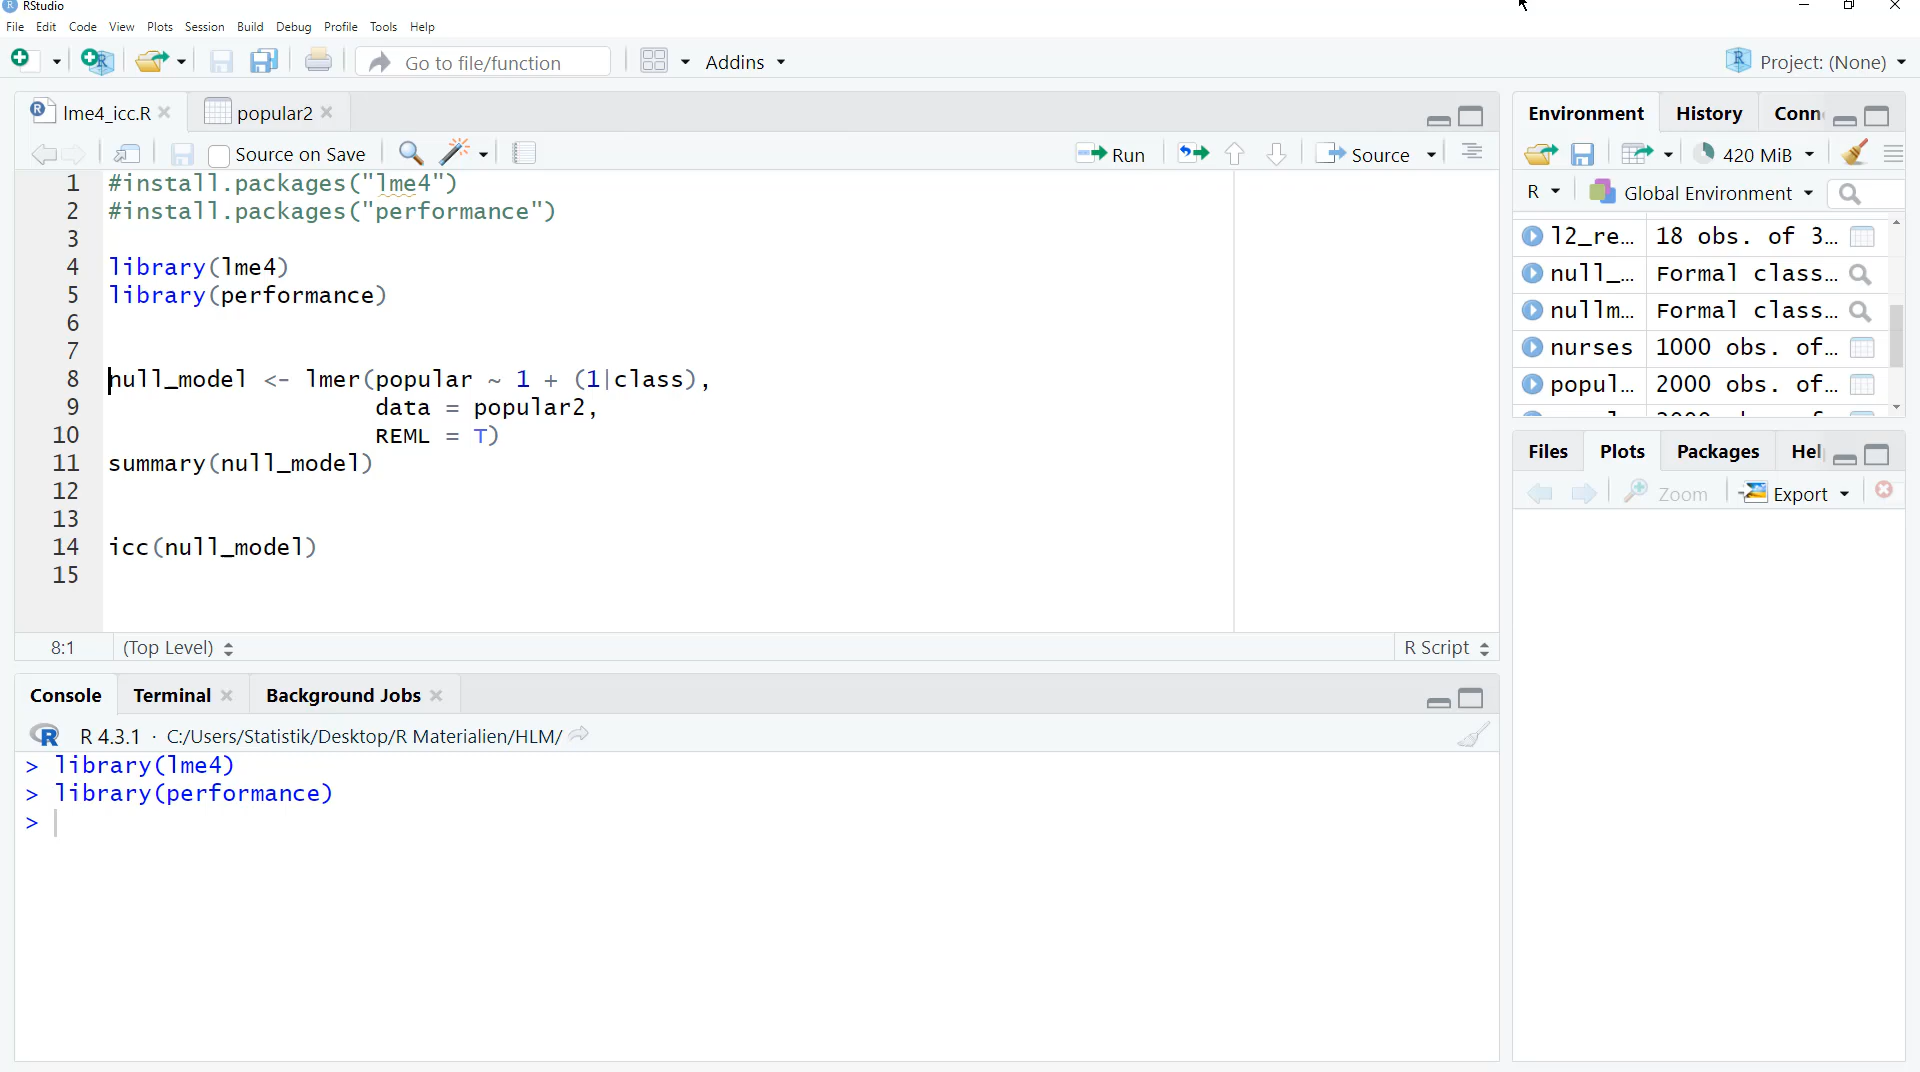 RStudio
File Edit Code View Plots Session Build Debug Profile Tools Help
Go to file/function Addins Project: (None)
lme4_icc.R popular2
Source on Save Run Source
1 #install.packages("lme4")
2 #install.packages("performance")
3
4 library(lme4)
5 library(performance)
6
7
8 null_model <- lmer(popular ~ 1 + (1|class),
9 data = popular2,
10 REML = T)
11 summary(null_model)
12
13
14 icc(null_model)
15
8:1 (Top Level) R Script
Console Terminal Background Jobs
R 4.3.1 · C:/Users/Statistik/Desktop/R Materialien/HLM/
> library(lme4)
> library(performance)
>
Environment History Conn
420 MiB
R Global Environment
l2_re… 18 obs. of 3…
null_… Formal class…
nullm… Formal class…
nurses 1000 obs. of…
popul… 2000 obs. of…
Files Plots Packages Hel
Zoom Export